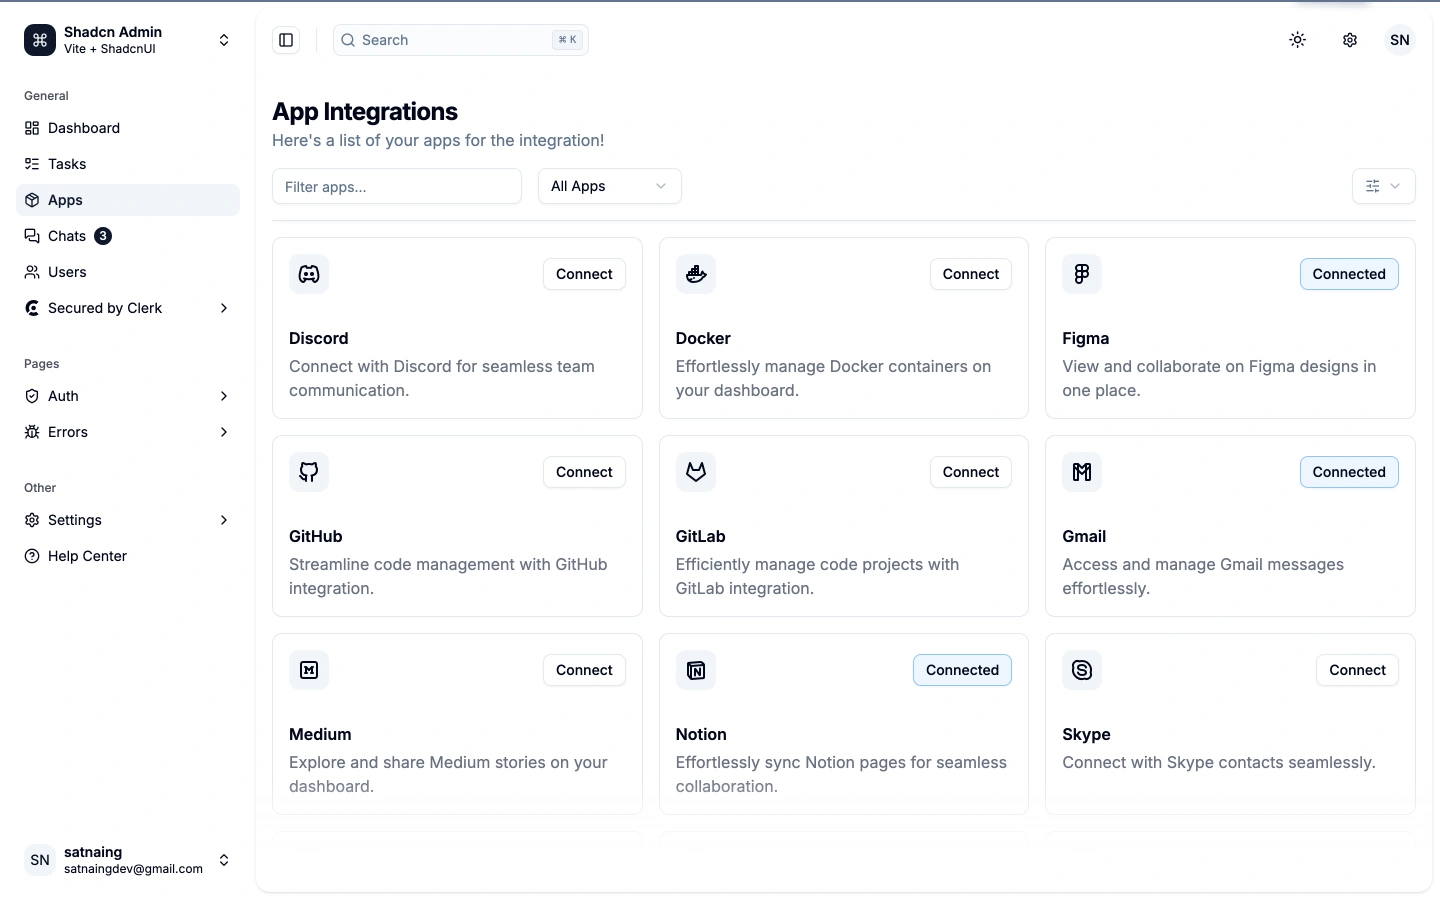 Shadcn Admin
Vite + ShadcnUI
General
Dashboard
Tasks
Apps
Chats 3
Users
Secured by Clerk
Pages
Auth
Errors
Other
Settings
Help Center
SN
satnaing
satnaingdev@gmail.com
Search ⌘ K
SN
App Integrations
Here's a list of your apps for the integration!
Filter apps...
All Apps
Connect
Discord
Connect with Discord for seamless team
communication.
Connect
Docker
Effortlessly manage Docker containers on
your dashboard.
Connected
Figma
View and collaborate on Figma designs in
one place.
Connect
GitHub
Streamline code management with GitHub
integration.
Connect
GitLab
Efficiently manage code projects with
GitLab integration.
Connected
Gmail
Access and manage Gmail messages
effortlessly.
Connect
Medium
Explore and share Medium stories on your
dashboard.
Connected
Notion
Effortlessly sync Notion pages for seamless
collaboration.
Connect
Skype
Connect with Skype contacts seamlessly.